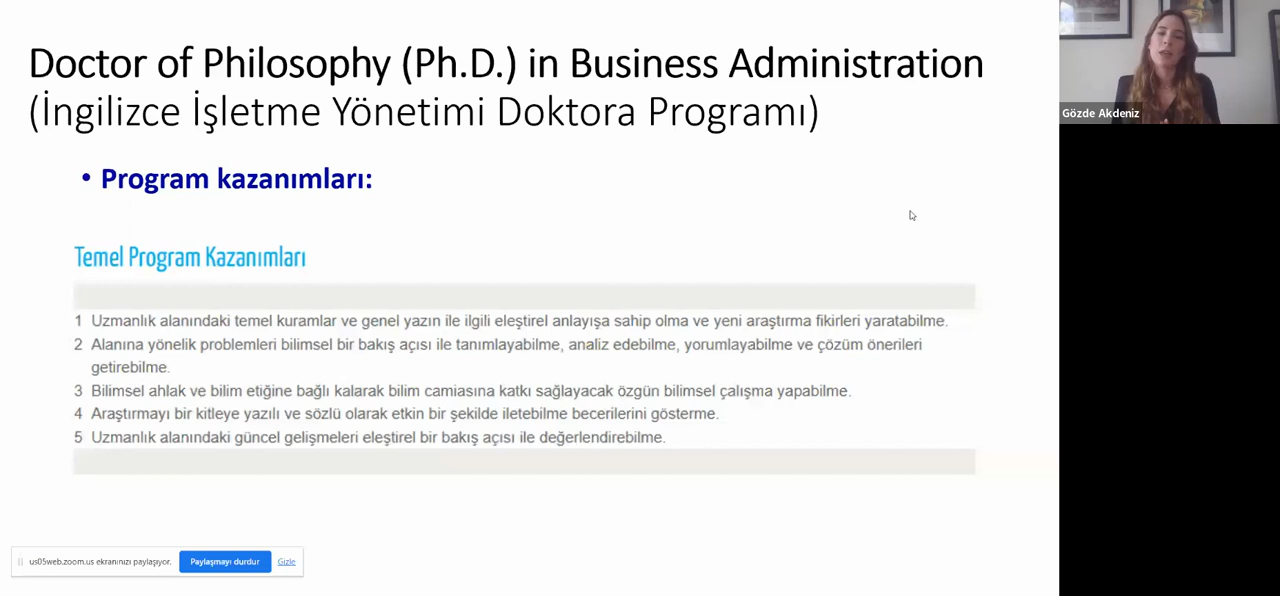 Doctor of Philosophy (Ph.D.) in Business Administration
(İngilizce İşletme Yönetimi Doktora Programı)
• Program kazanımları:
Temel Program Kazanımları
1 Uzmanlık alanındaki temel kuramlar ve genel yazın ile ilgili eleştirel anlayışa sahip olma ve yeni araştırma fikirleri yaratabilme.
2 Alanına yönelik problemleri bilimsel bir bakış açısı ile tanımlayabilme, analiz edebilme, yorumlayabilme ve çözüm önerileri
getirebilme.
3 Bilimsel ahlak ve bilim etiğine bağlı kalarak bilim camiasına katkı sağlayacak özgün bilimsel çalışma yapabilme.
4 Araştırmayı bir kitleye yazılı ve sözlü olarak etkin bir şekilde iletebilme becerilerini gösterme.
5 Uzmanlık alanındaki güncel gelişmeleri eleştirel bir bakış açısı ile değerlendirebilme.
us05web.zoom.us ekranınızı paylaşıyor. Paylaşmayı durdur Gizle
Gözde Akdeniz